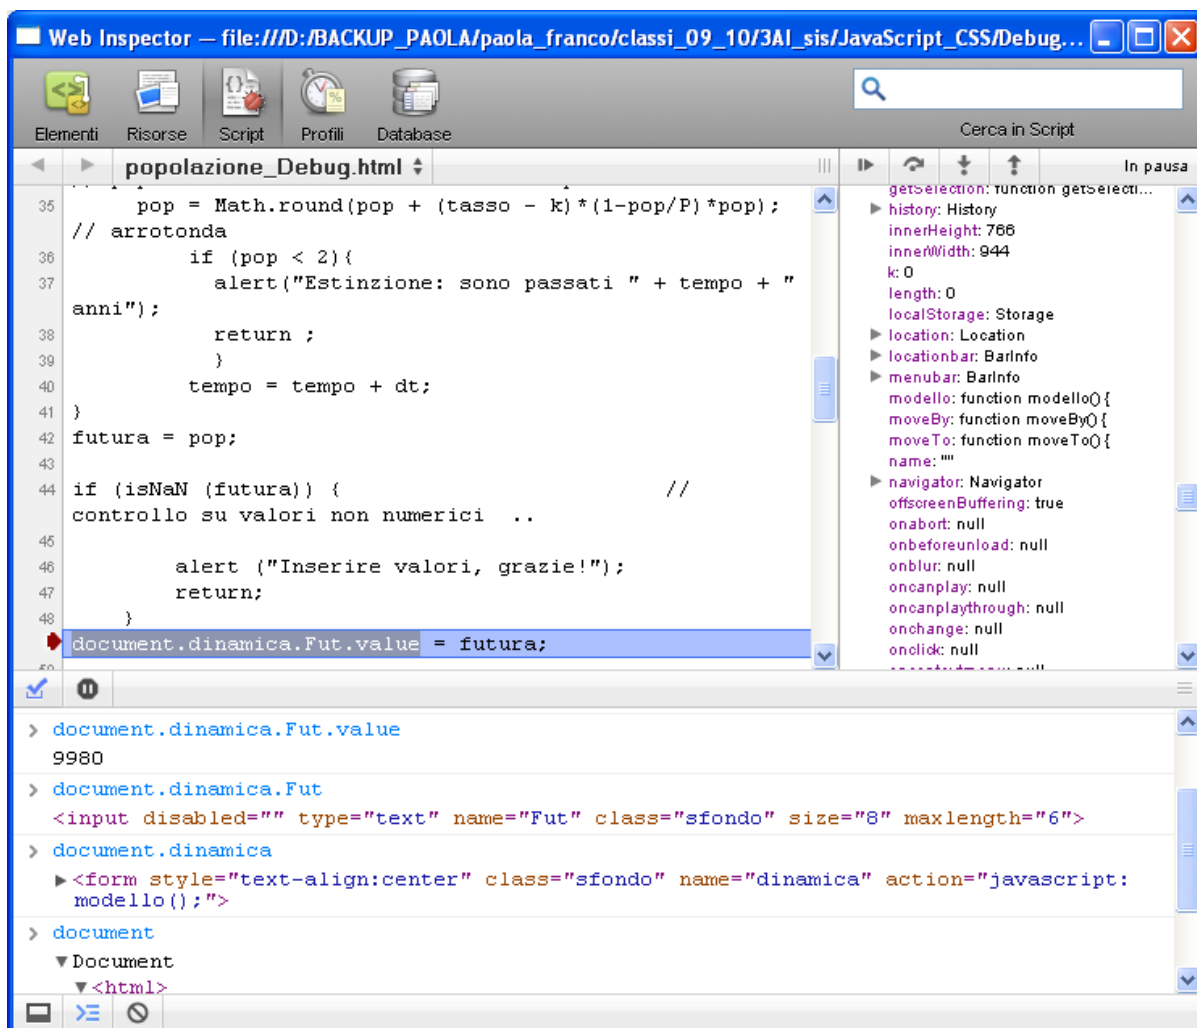 Web Inspector — file:///D:/BACKUP_PAOLA/paola_franco/classi_09_10/3AI_sis/JavaScript_CSS/Debug...
Elementi Risorse Script Profili Database
Cerca in Script
popolazione_Debug.html
In pausa
35 pop = Math.round(pop + (tasso - k)*(1-pop/P)*pop);
// arrotonda
36 if (pop < 2){
37 alert("Estinzione: sono passati " + tempo + "
anni");
38 return ;
39 }
40 tempo = tempo + dt;
41 }
42 futura = pop;
43
44 if (isNaN (futura)) { //
controllo su valori non numerici ..
45
46 alert ("Inserire valori, grazie!");
47 return;
48 }
document.dinamica.Fut.value = futura;
getSelection: function getSelecti...
history: History
innerHeight: 766
innerWidth: 944
k: 0
length: 0
localStorage: Storage
location: Location
locationbar: BarInfo
menubar: BarInfo
modello: function modello() {
moveBy: function moveBy() {
moveTo: function moveTo() {
name: ""
navigator: Navigator
offscreenBuffering: true
onabort: null
onbeforeunload: null
onblur: null
oncanplay: null
oncanplaythrough: null
onchange: null
onclick: null
> document.dinamica.Fut.value
9980
> document.dinamica.Fut
<input disabled="" type="text" name="Fut" class="sfondo" size="8" maxlength="6">
> document.dinamica
<form style="text-align:center" class="sfondo" name="dinamica" action="javascript:
modello();">
> document
Document
<html>